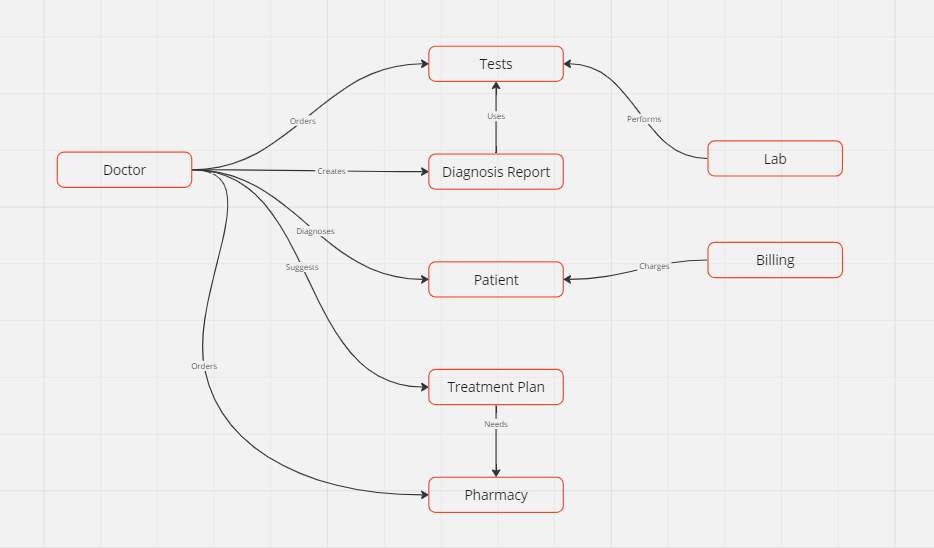 Tests
Orders
Uses
Performs
Doctor
Creates
Diagnosis Report
Lab
Diagnoses
Suggests
Patient
Charges
Billing
Orders
Treatment Plan
Needs
Pharmacy